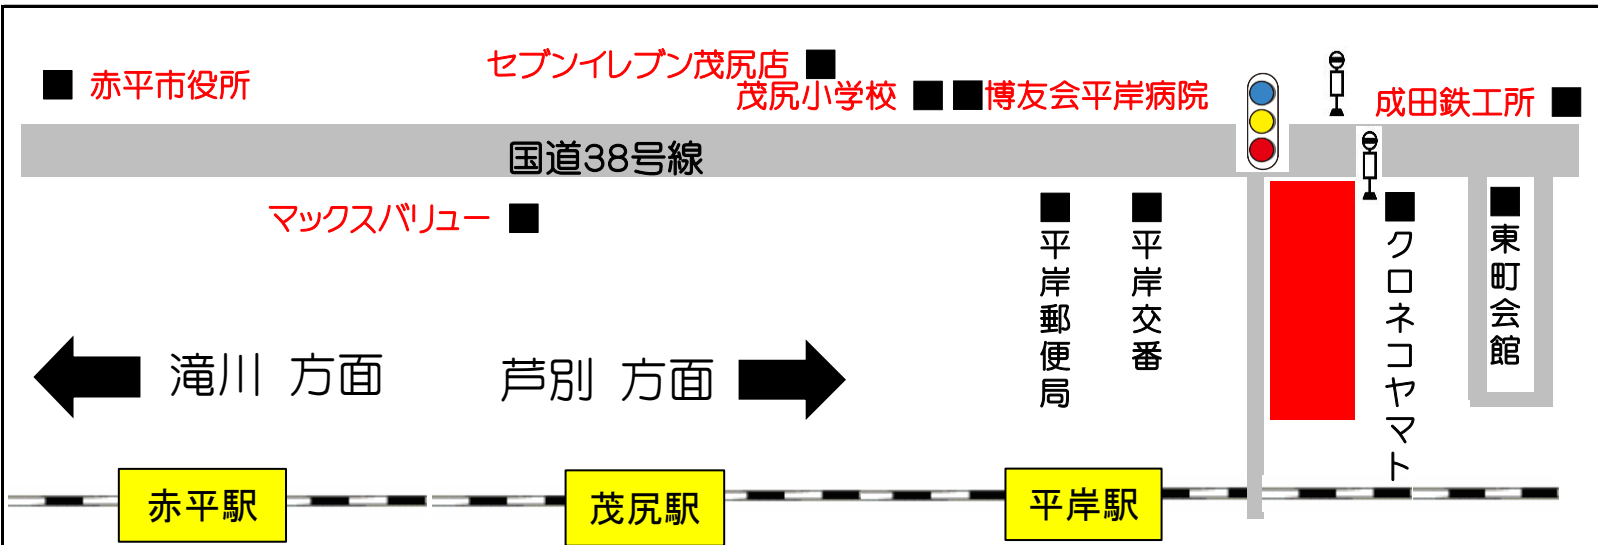 セブンイレブン茂尻店
赤平市役所
茂尻小学校
博友会平岸病院
成田鉄工所
国道38号線
マックスバリュー
平岸郵便局
平岸交番
クロネコヤマト
東町会館
滝川 方面
芦別 方面
赤平駅
茂尻駅
平岸駅